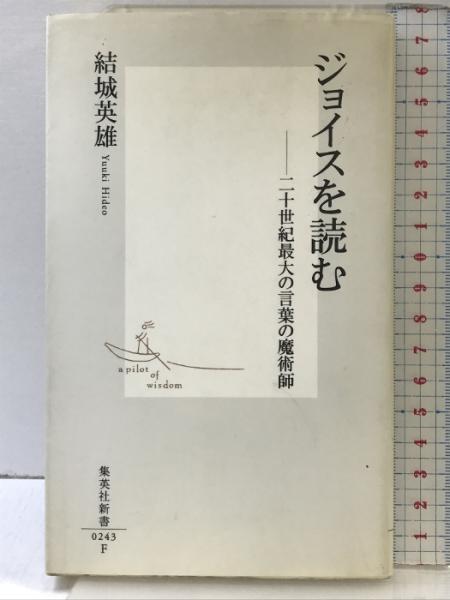 ジョイスを読む
──二十世紀最大の言葉の魔術師
結城英雄
Yuuki Hideo
a pilot
of
wisdom
集英社新書
0243
F